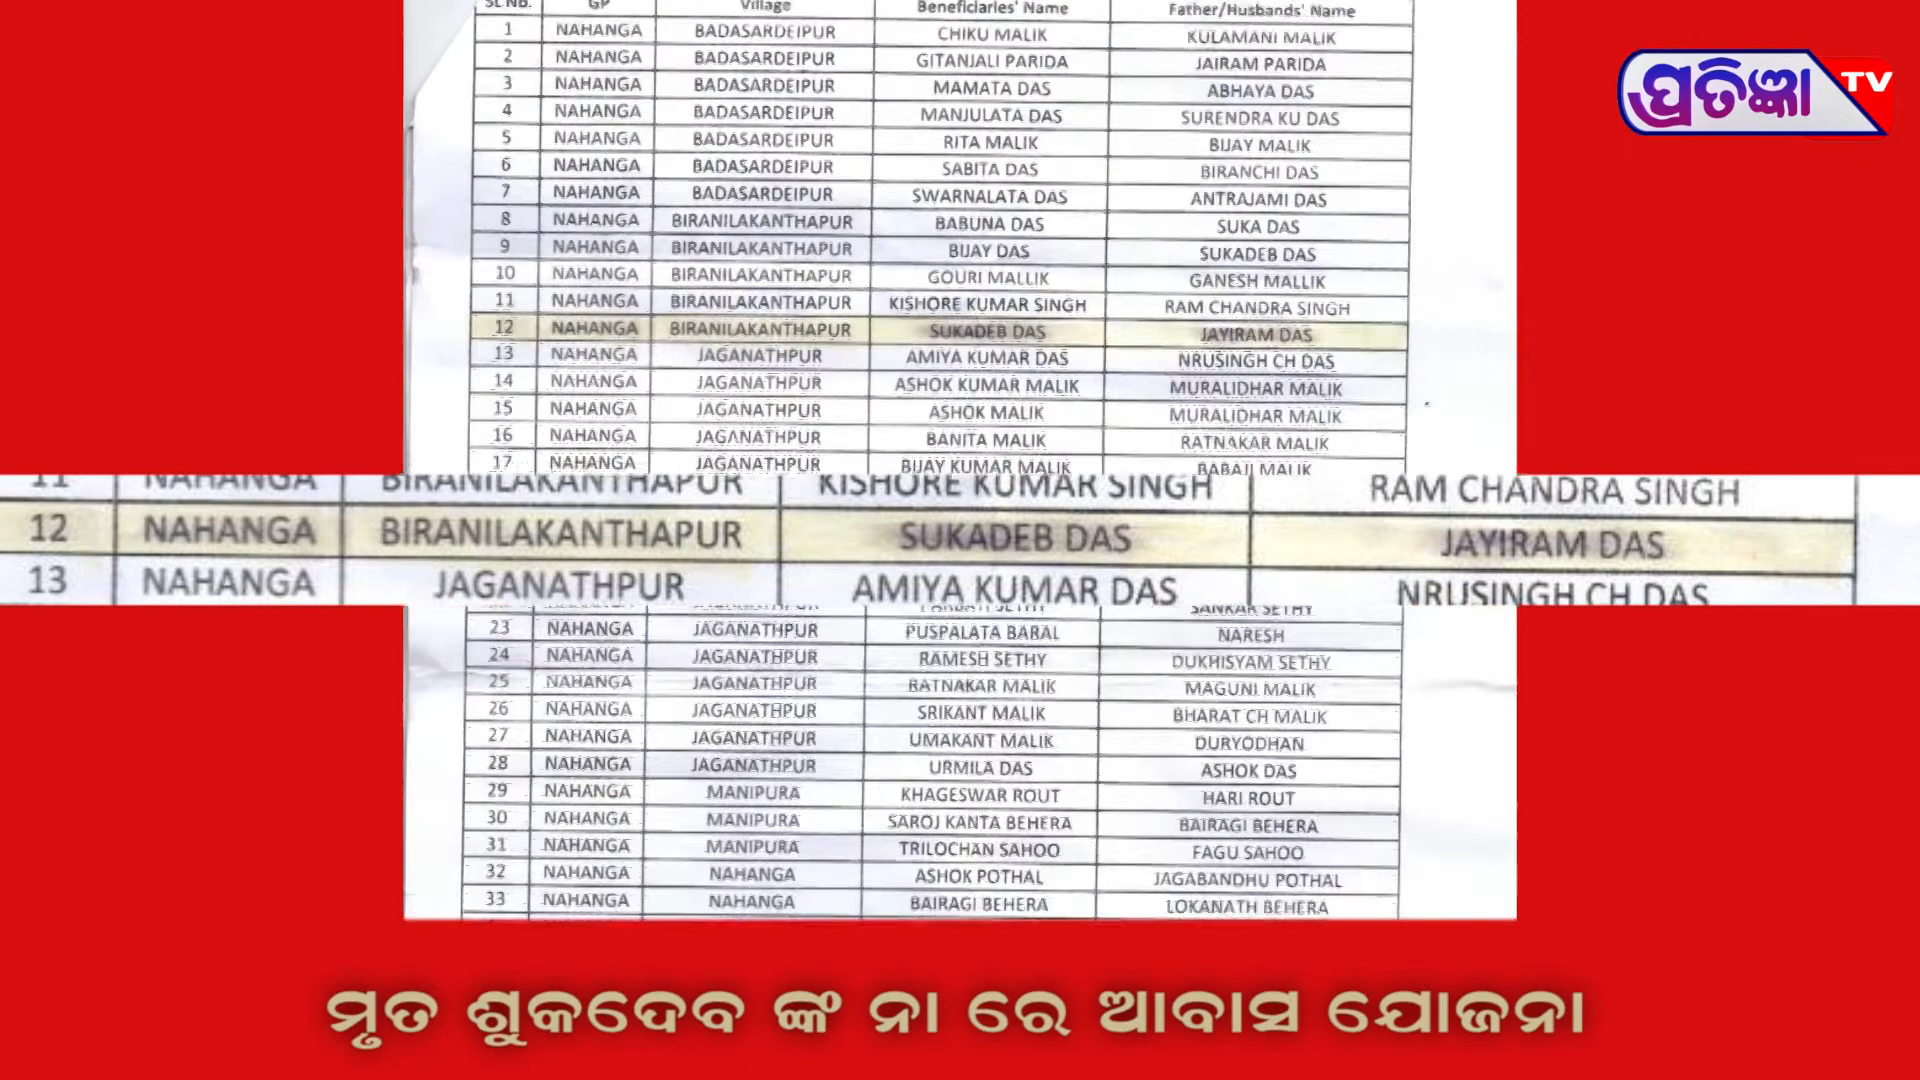 SL NO. GP Village Beneficiaries' Name Father/Husbands' Name
1 NAHANGA BADASARDEIPUR CHIKU MALIK KULAMANI MALIK
2 NAHANGA BADASARDEIPUR GITANJALI PARIDA JAIRAM PARIDA
3 NAHANGA BADASARDEIPUR MAMATA DAS ABHAYA DAS
4 NAHANGA BADASARDEIPUR MANJULATA DAS SURENDRA KU DAS
5 NAHANGA BADASARDEIPUR RITA MALIK BIJAY MALIK
6 NAHANGA BADASARDEIPUR SABITA DAS BIRANCHI DAS
7 NAHANGA BADASARDEIPUR SWARNALATA DAS ANTRAJAMI DAS
8 NAHANGA BIRANILAKANTHAPUR BABUNA DAS SUKA DAS
9 NAHANGA BIRANILAKANTHAPUR BIJAY DAS SUKADEB DAS
10 NAHANGA BIRANILAKANTHAPUR GOURI MALLIK GANESH MALLIK
11 NAHANGA BIRANILAKANTHAPUR KISHORE KUMAR SINGH RAM CHANDRA SINGH
12 NAHANGA BIRANILAKANTHAPUR SUKADEB DAS JAYIRAM DAS
13 NAHANGA JAGANATHPUR AMIYA KUMAR DAS NRUSINGH CH DAS
14 NAHANGA JAGANATHPUR ASHOK KUMAR MALIK MURALIDHAR MALIK
15 NAHANGA JAGANATHPUR ASHOK MALIK MURALIDHAR MALIK
16 NAHANGA JAGANATHPUR BANITA MALIK RATNAKAR MALIK
17 NAHANGA JAGANATHPUR BIJAY KUMAR MALIK BABAJI MALIK
11 NAHANGA BIRANILAKANTHAPUR KISHORE KUMAR SINGH RAM CHANDRA SINGH
12 NAHANGA BIRANILAKANTHAPUR SUKADEB DAS JAYIRAM DAS
13 NAHANGA JAGANATHPUR AMIYA KUMAR DAS NRUSINGH CH DAS
SANKAR SETHY
23 NAHANGA JAGANATHPUR PUSPALATA BARAL NARESH
24 NAHANGA JAGANATHPUR RAMESH SETHY DUKHISYAM SETHY
25 NAHANGA JAGANATHPUR RATNAKAR MALIK MAGUNI MALIK
26 NAHANGA JAGANATHPUR SRIKANT MALIK BHARAT CH MALIK
27 NAHANGA JAGANATHPUR UMAKANT MALIK DURYODHAN
28 NAHANGA JAGANATHPUR URMILA DAS ASHOK DAS
29 NAHANGA MANIPURA KHAGESWAR ROUT HARI ROUT
30 NAHANGA MANIPURA SAROJ KANTA BEHERA BAIRAGI BEHERA
31 NAHANGA MANIPURA TRILOCHAN SAHOO FAGU SAHOO
32 NAHANGA NAHANGA ASHOK POTHAL JAGABANDHU POTHAL
33 NAHANGA NAHANGA BAIRAGI BEHERA LOKANATH BEHERA
ପ୍ରତିଜ୍ଞା TV
ମୃତ ଶୁକଦେବ ଙ୍କ ନା ରେ ଆବାସ ଯୋଜନା